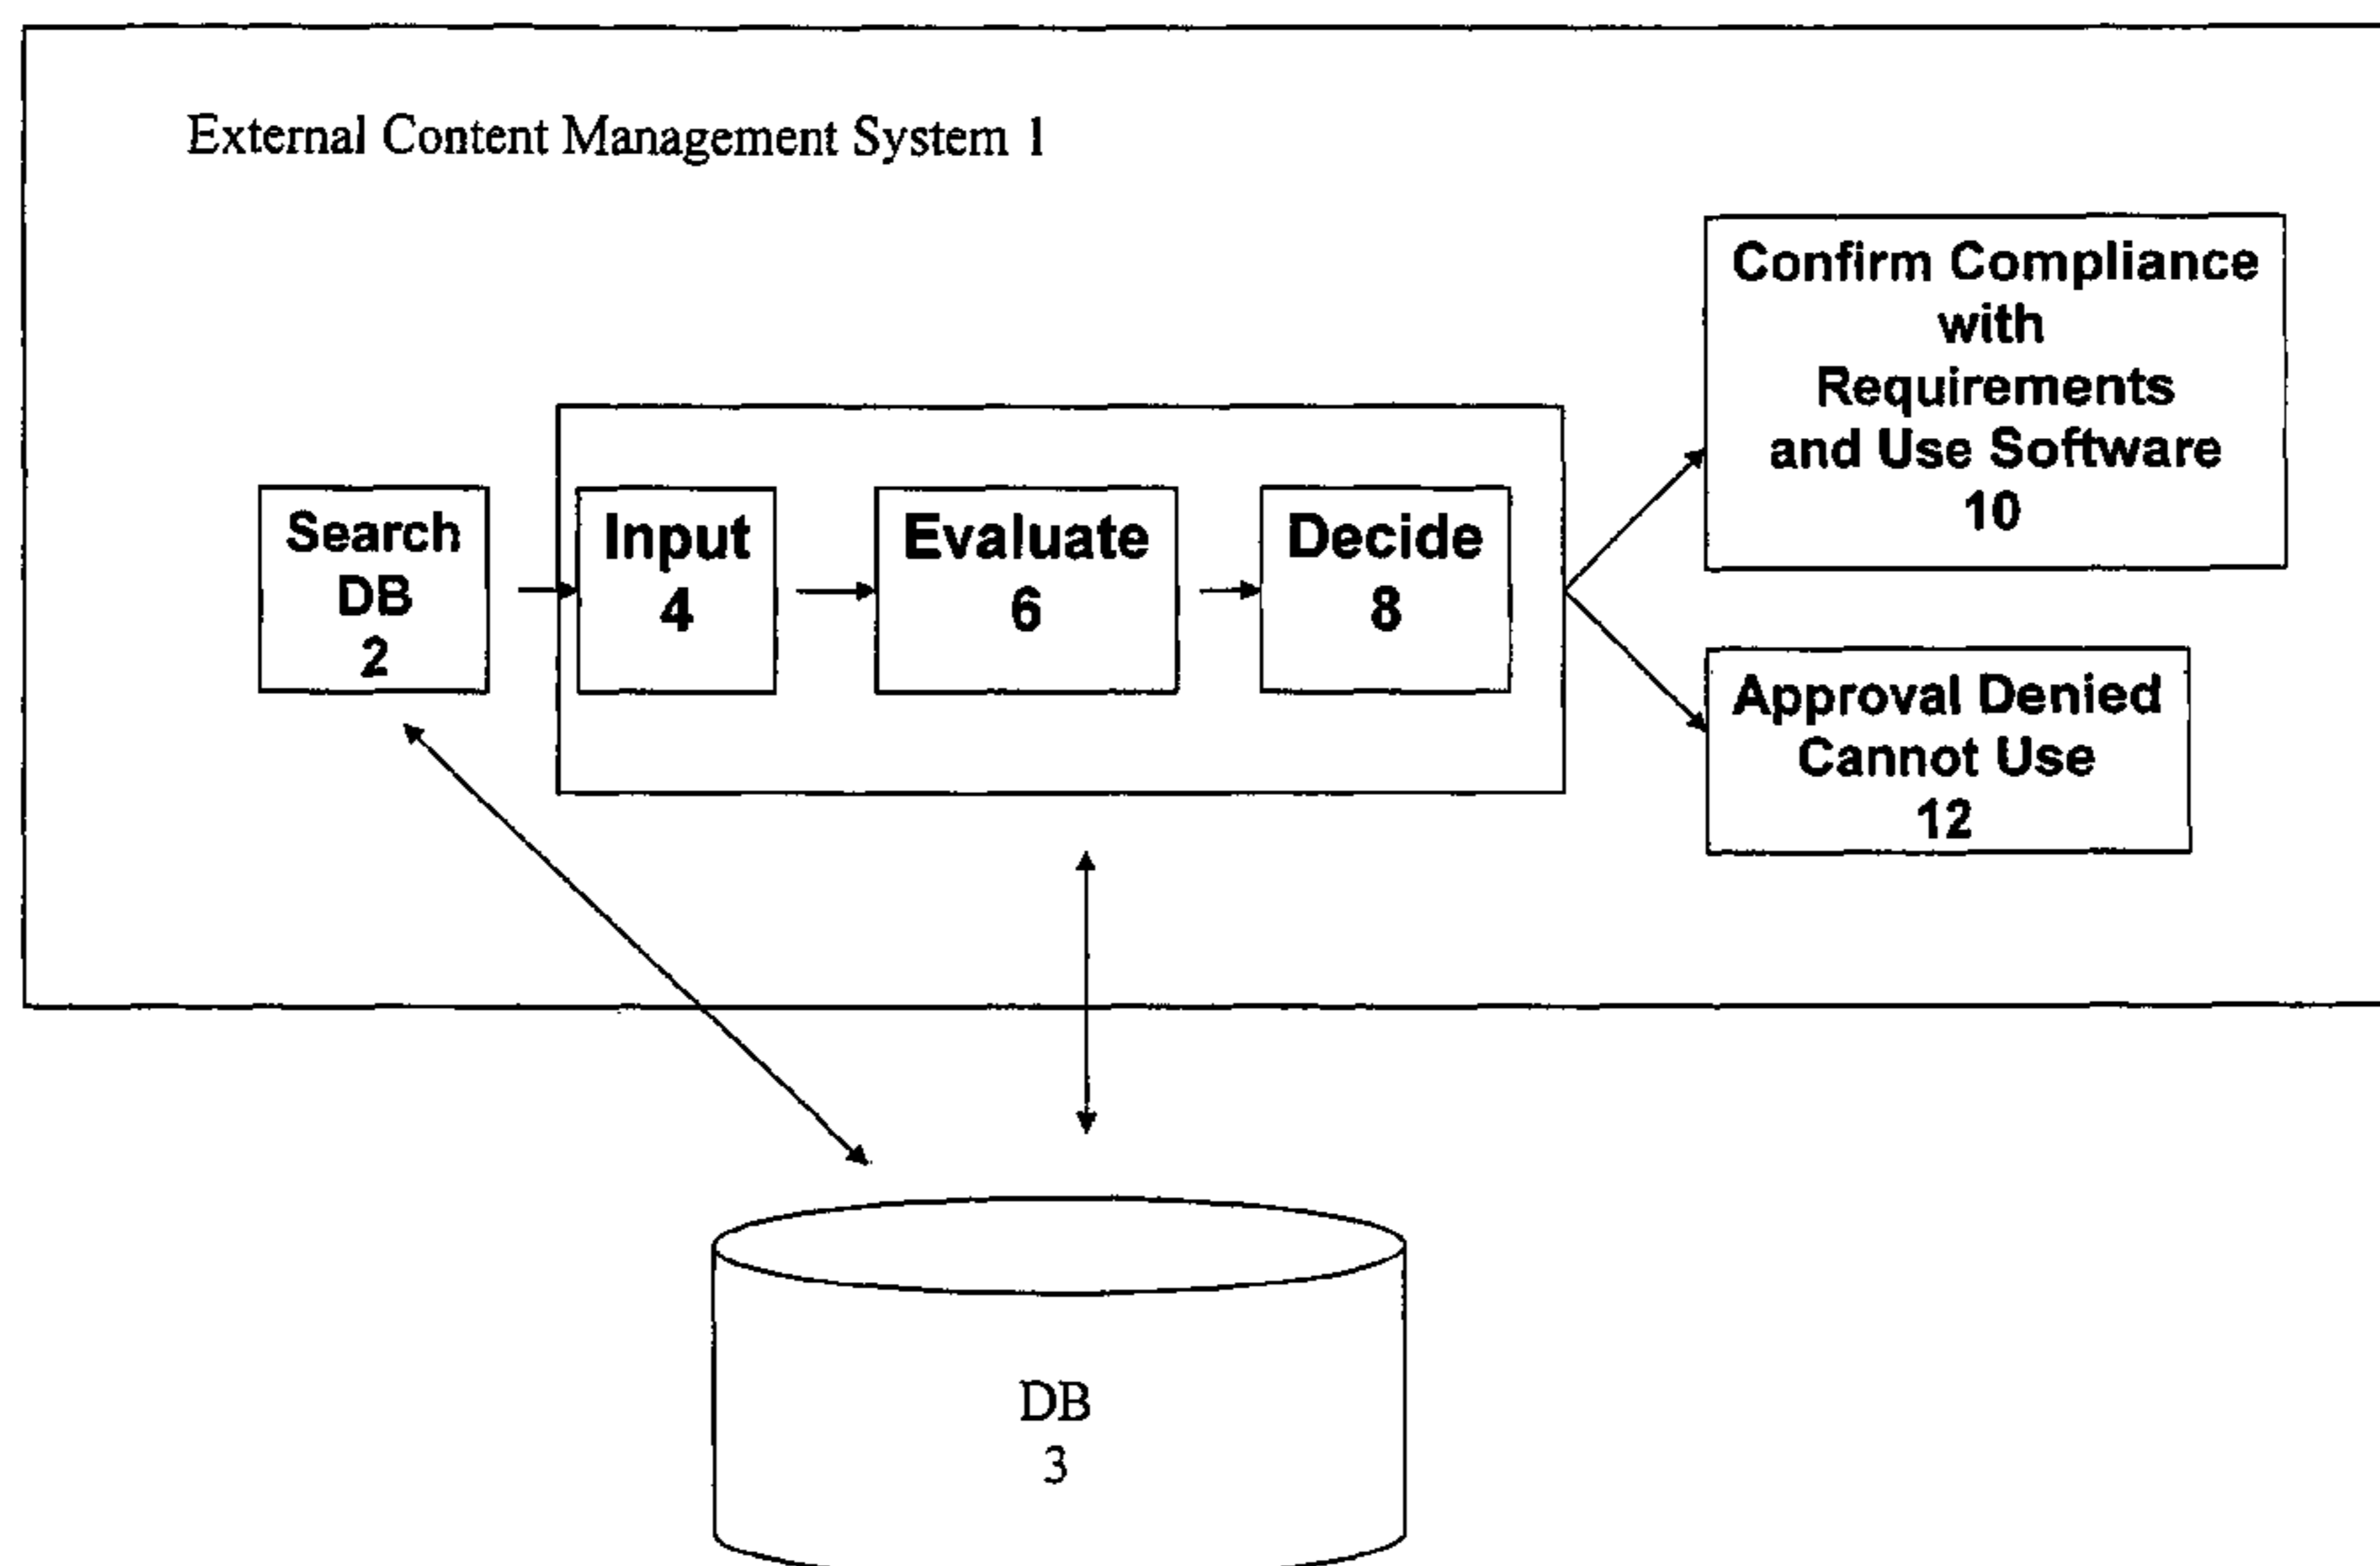 External Content Management System 1
Search
DB
2
Input
4
Evaluate
6
Decide
8
Confirm Compliance
with
Requirements
and Use Software
10
Approval Denied
Cannot Use
12
DB
3